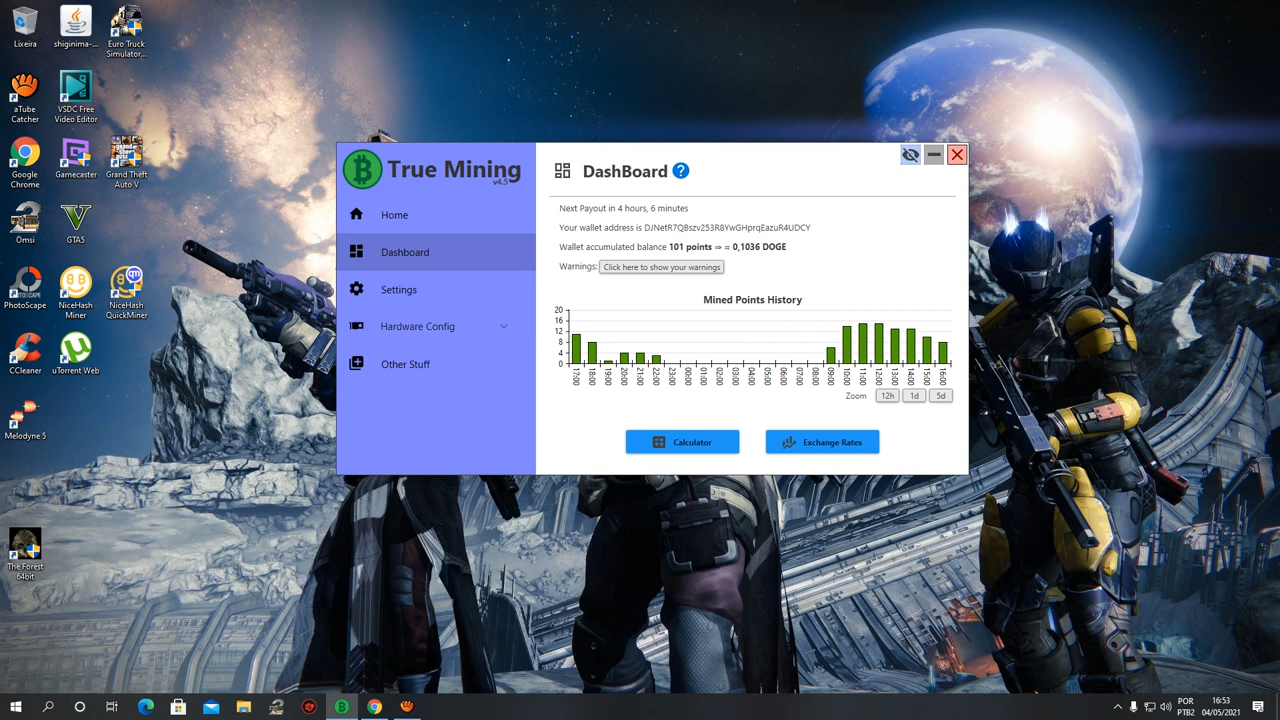 Lixeira
shiginima-...
Euro Truck
Simulator...
aTube
Catcher
VSDC Free
Video Editor
Google
Chrome
Gamecaster
Grand Theft
Auto V
Omsi
GTA5
PhotoScape
NiceHash
Miner
NiceHash
QuickMiner
CCleaner
uTorrent Web
Melodyne 5
The Forest
64bit
True Mining
v4.5
Home
Dashboard
Settings
Hardware Config
Other Stuff
DashBoard ?
Next Payout in 4 hours, 6 minutes
Your wallet address is DJNetR7QBszv253R8YwGHprqEazuR4UDCY
Wallet accumulated balance 101 points ⇒ ≈ 0,1036 DOGE
Warnings: Click here to show your warnings
Mined Points History
20
16
12
8
4
0
17:00 18:00 19:00 20:00 21:00 22:00 23:00 00:00 01:00 02:00 03:00 04:00 05:00 06:00 07:00 08:00 09:00 10:00 11:00 12:00 13:00 14:00 15:00 16:00
Zoom 12h 1d 5d
Calculator
Exchange Rates
POR
PTB2
16:53
04/05/2021